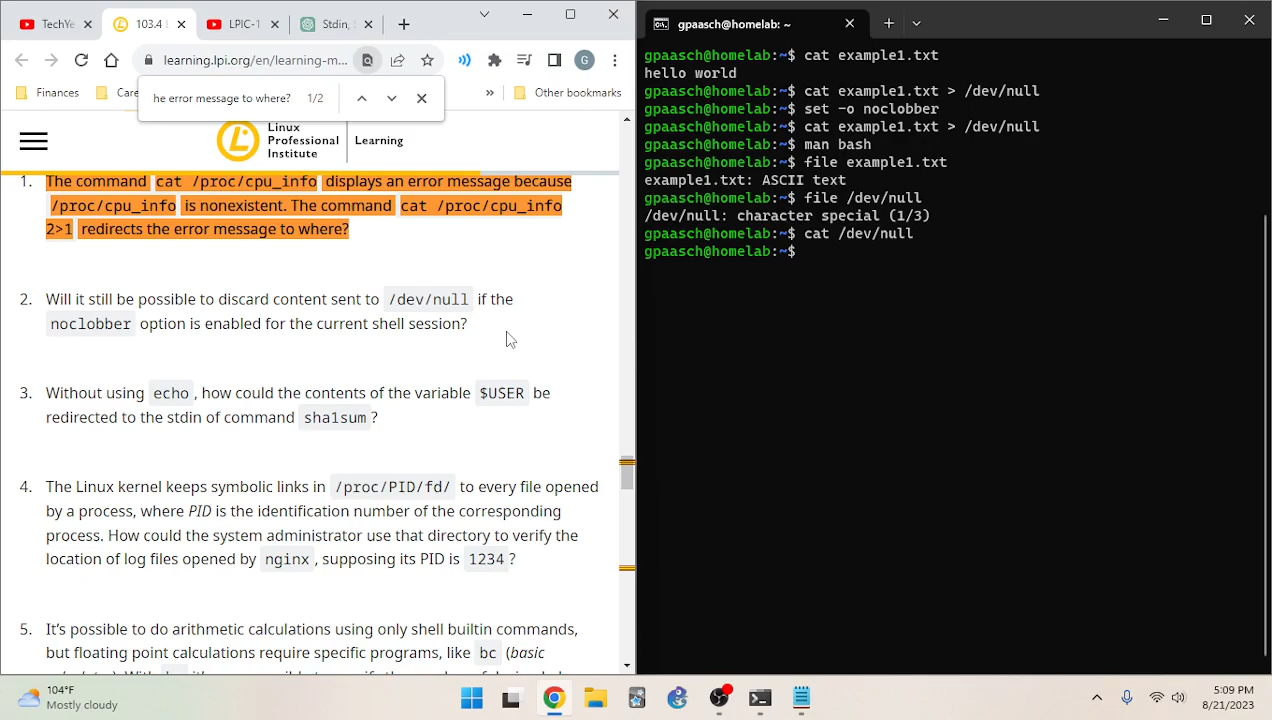 TechYe
103.4 l
LPIC-1
Stdin,
learning.lpi.org/en/learning-m...
G
Finances
Care
he error message to where?
1/2
»
Other bookmarks
Linux
Professional
Institute
Learning
1. The command cat /proc/cpu_info displays an error message because
/proc/cpu_info is nonexistent. The command cat /proc/cpu_info
2>1 redirects the error message to where?
2. Will it still be possible to discard content sent to /dev/null if the
noclobber option is enabled for the current shell session?
3. Without using echo, how could the contents of the variable $USER be
redirected to the stdin of command sha1sum?
4. The Linux kernel keeps symbolic links in /proc/PID/fd/ to every file opened
by a process, where PID is the identification number of the corresponding
process. How could the system administrator use that directory to verify the
location of log files opened by nginx, supposing its PID is 1234?
5. It's possible to do arithmetic calculations using only shell builtin commands,
but floating point calculations require specific programs, like bc (basic
gpaasch@homelab: ~
gpaasch@homelab:~$ cat example1.txt
hello world
gpaasch@homelab:~$ cat example1.txt > /dev/null
gpaasch@homelab:~$ set -o noclobber
gpaasch@homelab:~$ cat example1.txt > /dev/null
gpaasch@homelab:~$ man bash
gpaasch@homelab:~$ file example1.txt
example1.txt: ASCII text
gpaasch@homelab:~$ file /dev/null
/dev/null: character special (1/3)
gpaasch@homelab:~$ cat /dev/null
gpaasch@homelab:~$
104°F
Mostly cloudy
5:09 PM
8/21/2023